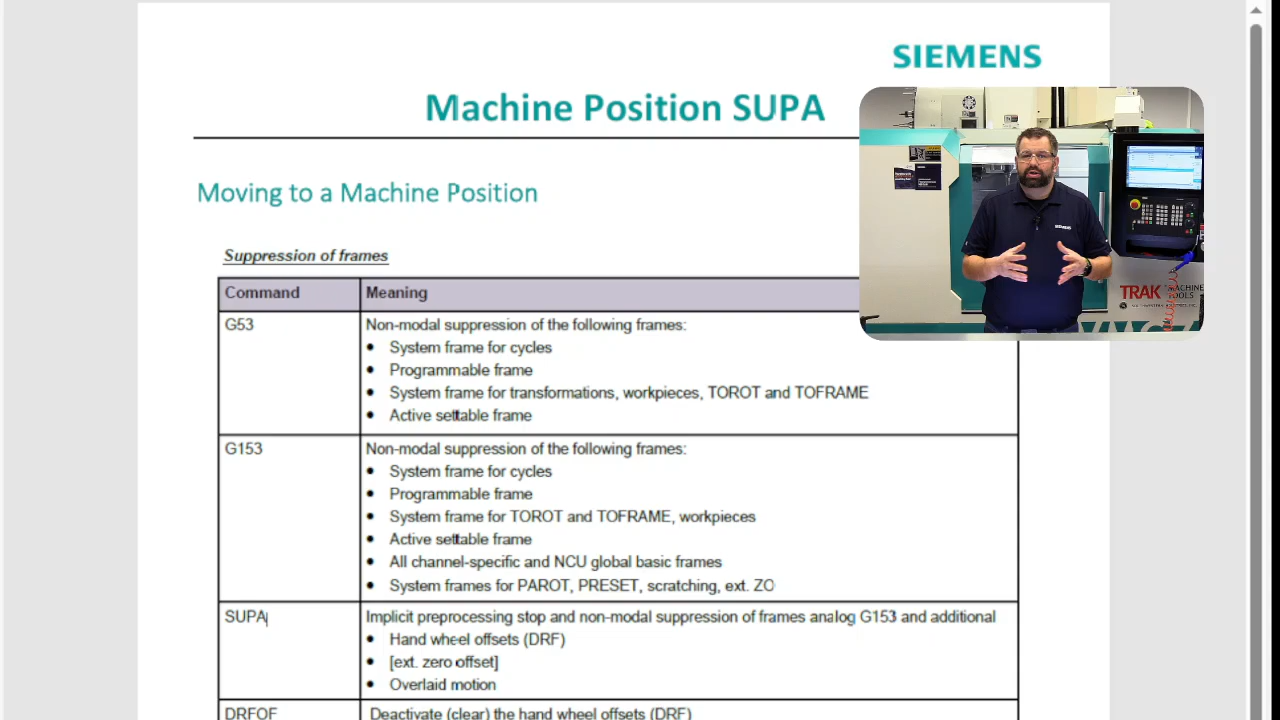 SIEMENS
Machine Position SUPA
Moving to a Machine Position
Suppression of frames
Command Meaning
G53 Non-modal suppression of the following frames:
• System frame for cycles
• Programmable frame
• System frame for transformations, workpieces, TOROT and TOFRAME
• Active settable frame
G153 Non-modal suppression of the following frames:
• System frame for cycles
• Programmable frame
• System frame for TOROT and TOFRAME, workpieces
• Active settable frame
• All channel-specific and NCU global basic frames
• System frames for PAROT, PRESET, scratching, ext. ZO
SUPA Implicit preprocessing stop and non-modal suppression of frames analog G153 and additional
• Hand wheel offsets (DRF)
• [ext. zero offset]
• Overlaid motion
DRFOF Deactivate (clear) the hand wheel offsets (DRF)
SIEMENS
TRAK MACHINE
TOOLS